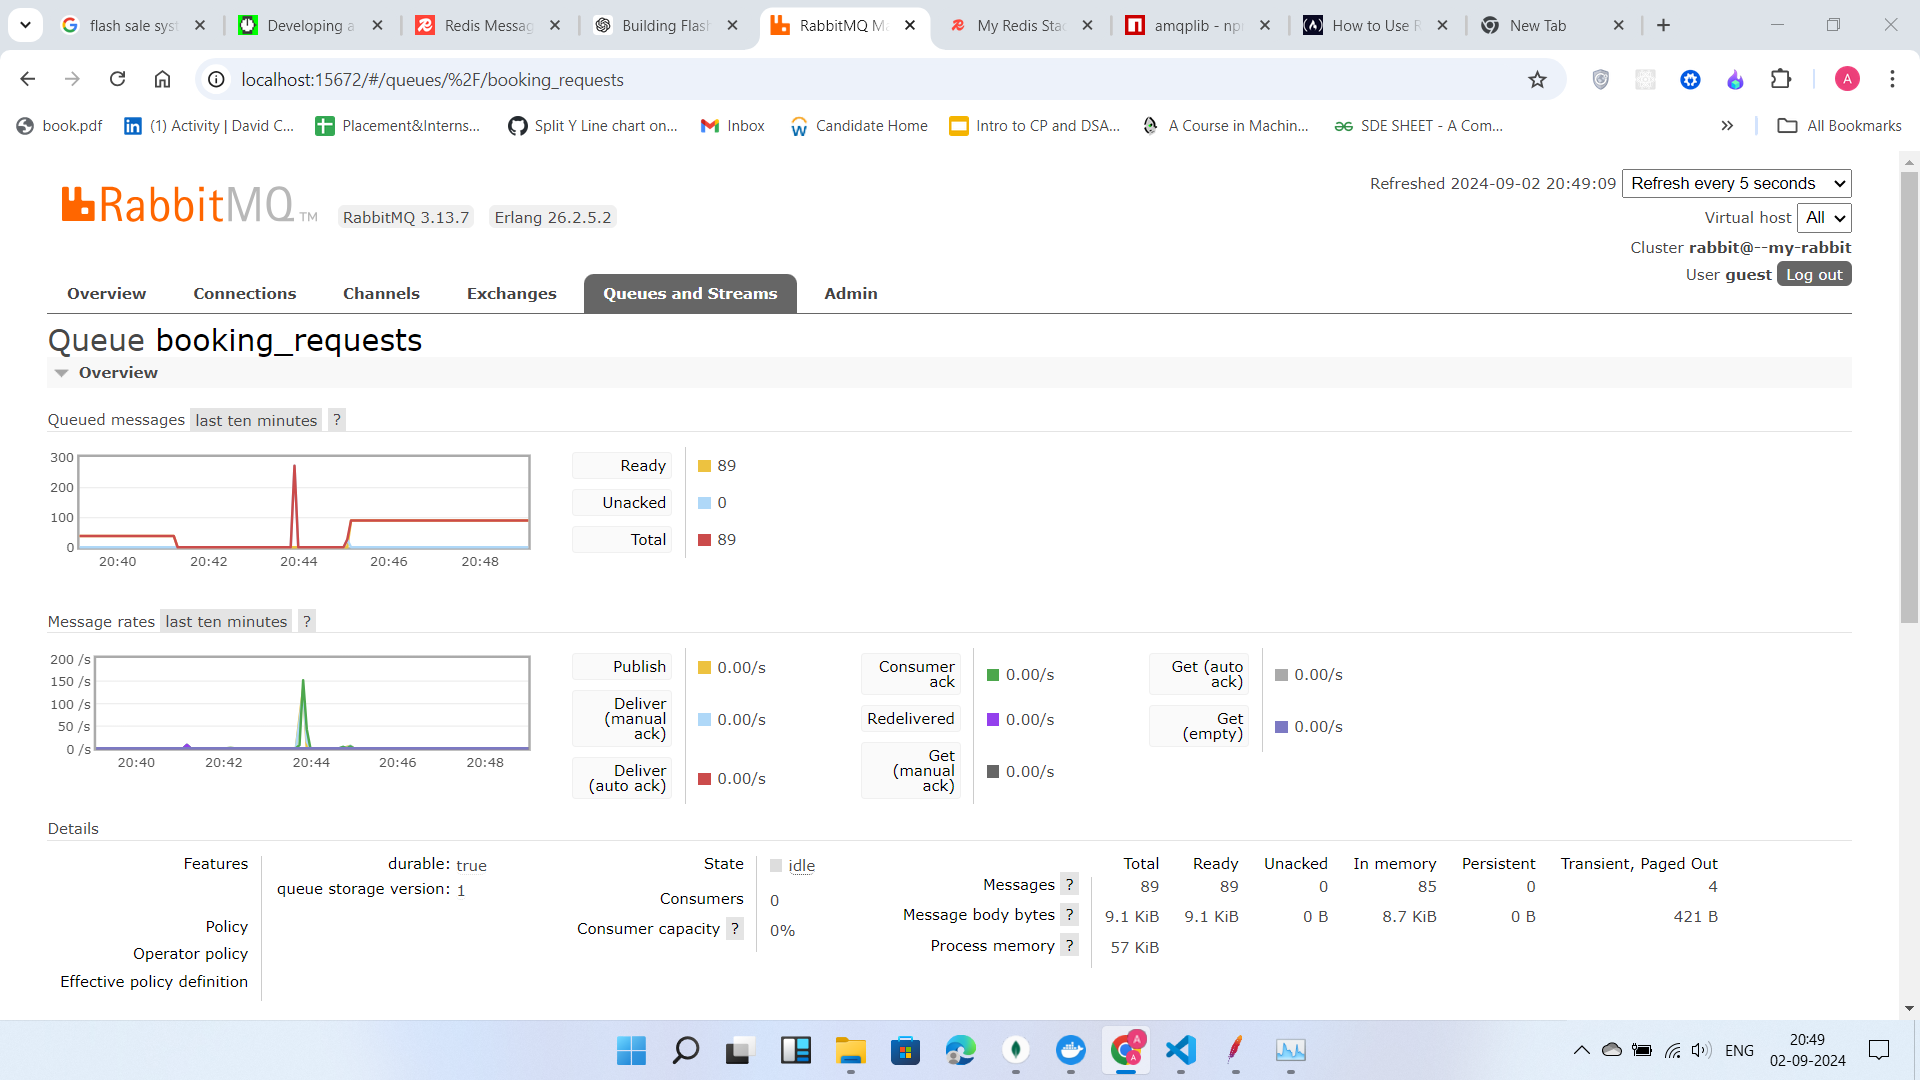 flash sale syst
Developing a
Redis Messag
Building Flash
RabbitMQ Ma
My Redis Stac
amqplib - npm
How to Use R
New Tab
localhost:15672/#/queues/%2F/booking_requests
A
book.pdf
(1) Activity | David C...
Placement&Interns...
Split Y Line chart on...
Inbox
Candidate Home
Intro to CP and DSA...
A Course in Machin...
SDE SHEET - A Com...
All Bookmarks
RabbitMQ TM
RabbitMQ 3.13.7
Erlang 26.2.5.2
Refreshed 2024-09-02 20:49:09
Refresh every 5 seconds
Virtual host All
Cluster rabbit@--my-rabbit
User guest Log out
Overview
Connections
Channels
Exchanges
Queues and Streams
Admin
Queue booking_requests
Overview
Queued messages last ten minutes ?
300
200
100
0
20:40 20:42 20:44 20:46 20:48
Ready 89
Unacked 0
Total 89
Message rates last ten minutes ?
200 /s
150 /s
100 /s
50 /s
0 /s
20:40 20:42 20:44 20:46 20:48
Publish 0.00/s
Deliver
(manual
ack)
0.00/s
Deliver
(auto ack)
0.00/s
Consumer
ack
0.00/s
Redelivered 0.00/s
Get
(manual
ack)
0.00/s
Get (auto
ack)
0.00/s
Get
(empty)
0.00/s
Details
Features
durable: true
queue storage version: 1
Policy
Operator policy
Effective policy definition
State idle
Consumers 0
Consumer capacity ? 0%
Total Ready Unacked In memory Persistent Transient, Paged Out
Messages ? 89 89 0 85 0 4
Message body bytes ? 9.1 KiB 9.1 KiB 0 B 8.7 KiB 0 B 421 B
Process memory ? 57 KiB
A
A
ENG
20:49
02-09-2024